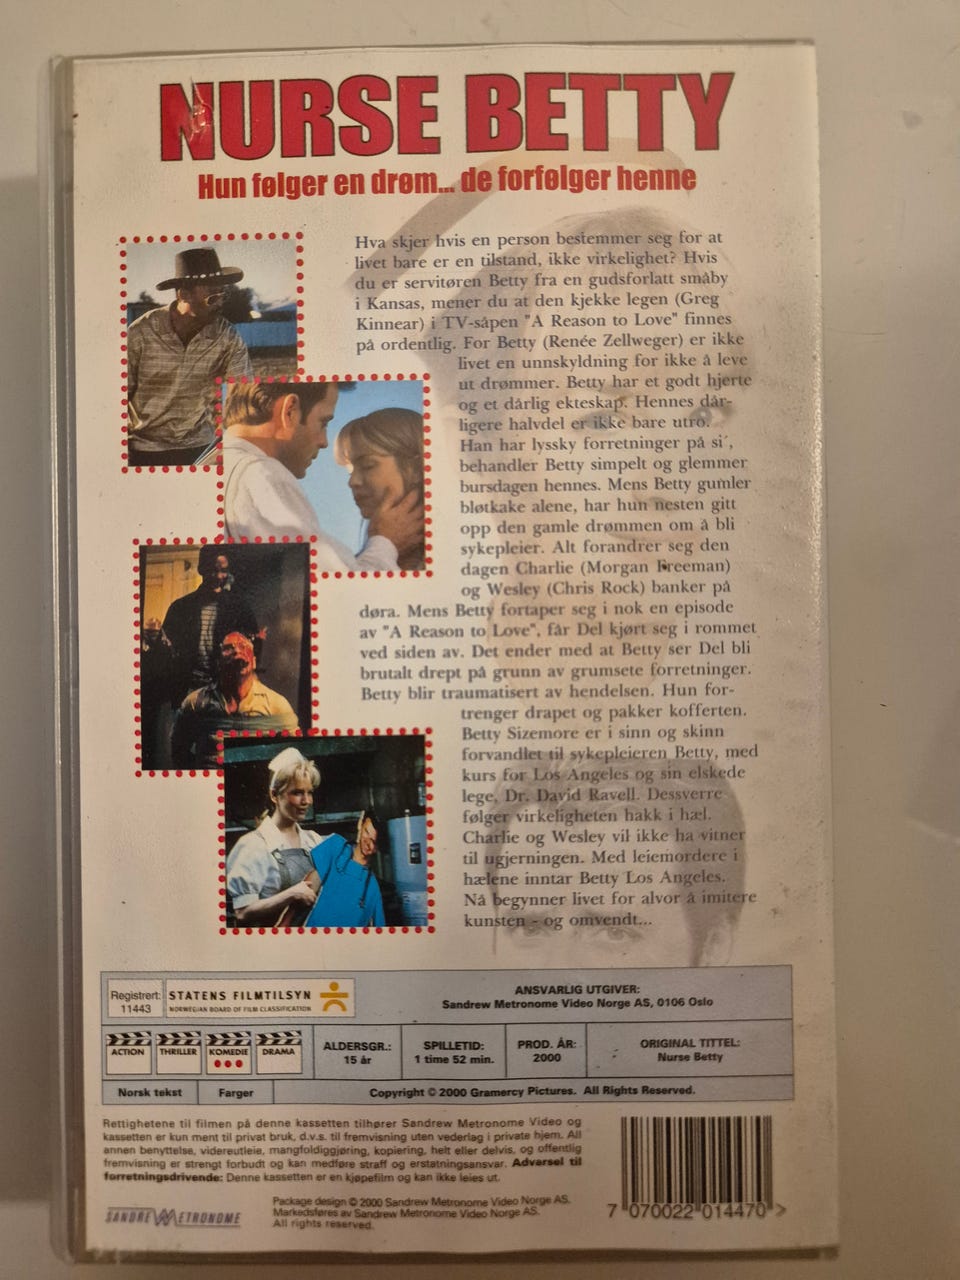 NURSE BETTY
Hun følger en drøm... de forfølger henne
Hva skjer hvis en person bestemmer seg for at
livet bare er en tilstand, ikke virkelighet? Hvis
du er servitøren Betty fra en gudsforlatt småby
i Kansas, mener du at den kjekke legen (Greg
Kinnear) i TV-såpen "A Reason to Love" finnes
på ordentlig. For Betty (Renée Zellweger) er ikke
livet en unnskyldning for ikke å leve
ut drømmer. Betty har et godt hjerte
og et dårlig ekteskap. Hennes dår-
ligere halvdel er ikke bare utro.
Han har lyssky forretninger på si´,
behandler Betty simpelt og glemmer
bursdagen hennes. Mens Betty gumler
bløtkake alene, har hun nesten gitt
opp den gamle drømmen om å bli
sykepleier. Alt forandrer seg den
dagen Charlie (Morgan Freeman)
og Wesley (Chris Rock) banker på
døra. Mens Betty fortaper seg i nok en episode
av "A Reason to Love", får Del kjørt seg i rommet
ved siden av. Det ender med at Betty ser Del bli
brutalt drept på grunn av grumsete forretninger.
Betty blir traumatisert av hendelsen. Hun for-
trenger drapet og pakker kofferten.
Betty Sizemore er i sinn og skinn
forvandlet til sykepleieren Betty, med
kurs for Los Angeles og sin elskede
lege, Dr. David Ravell. Dessverre
følger virkeligheten hakk i hæl.
Charlie og Wesley vil ikke ha vitner
til ugjerningen. Med leiemordere i
hælene inntar Betty Los Angeles.
Nå begynner livet for alvor å imitere
kunsten - og omvendt...
Registrert: 11443
STATENS FILMTILSYN
NORWEGIAN BOARD OF FILM CLASSIFICATION
ANSVARLIG UTGIVER:
Sandrew Metronome Video Norge AS, 0106 Oslo
ACTION THRILLER KOMEDIE DRAMA
ALDERSGR.:
15 år
SPILLETID:
1 time 52 min.
PROD. ÅR:
2000
ORIGINAL TITTEL:
Nurse Betty
Norsk tekst Farger Copyright © 2000 Gramercy Pictures. All Rights Reserved.
Rettighetene til filmen på denne kassetten tilhører Sandrew Metronome Video og
kassetten er kun ment til privat bruk, d.v.s. til fremvisning uten vederlag i private hjem. All
annen benyttelse, videreutleie, mangfoldiggjøring, kopiering, helt eller delvis, og offentlig
fremvisning er strengt forbudt og kan medføre straff og erstatningsansvar. Advarsel til
forretningsdrivende: Denne kassetten er en kjøpefilm og kan ikke leies ut.
SANDREW METRONOME
Package design © 2000 Sandrew Metronome Video Norge AS.
Markedsføres av Sandrew Metronome Video Norge AS.
All rights reserved.
7 070022 014470 >